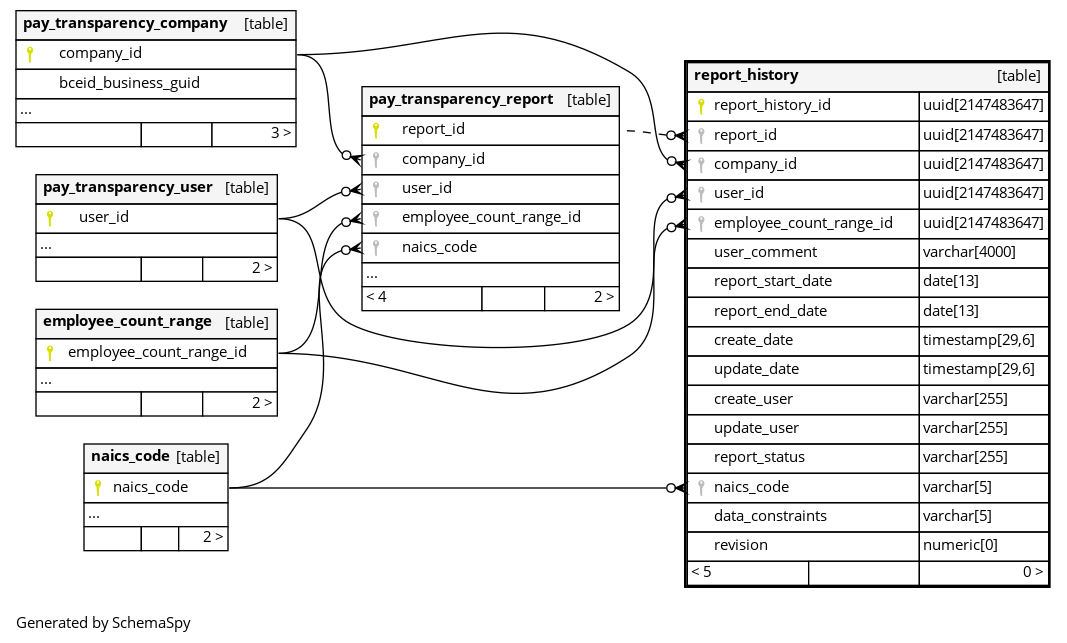 pay_transparency_company [table]
company_id
bceid_business_guid
...
3 >
pay_transparency_user [table]
user_id
...
2 >
employee_count_range [table]
employee_count_range_id
...
2 >
naics_code [table]
naics_code
...
2 >
pay_transparency_report [table]
report_id
company_id
user_id
employee_count_range_id
naics_code
...
< 4 2 >
report_history [table]
report_history_id uuid[2147483647]
report_id uuid[2147483647]
company_id uuid[2147483647]
user_id uuid[2147483647]
employee_count_range_id uuid[2147483647]
user_comment varchar[4000]
report_start_date date[13]
report_end_date date[13]
create_date timestamp[29,6]
update_date timestamp[29,6]
create_user varchar[255]
update_user varchar[255]
report_status varchar[255]
naics_code varchar[5]
data_constraints varchar[5]
revision numeric[0]
< 5 0 >
Generated by SchemaSpy